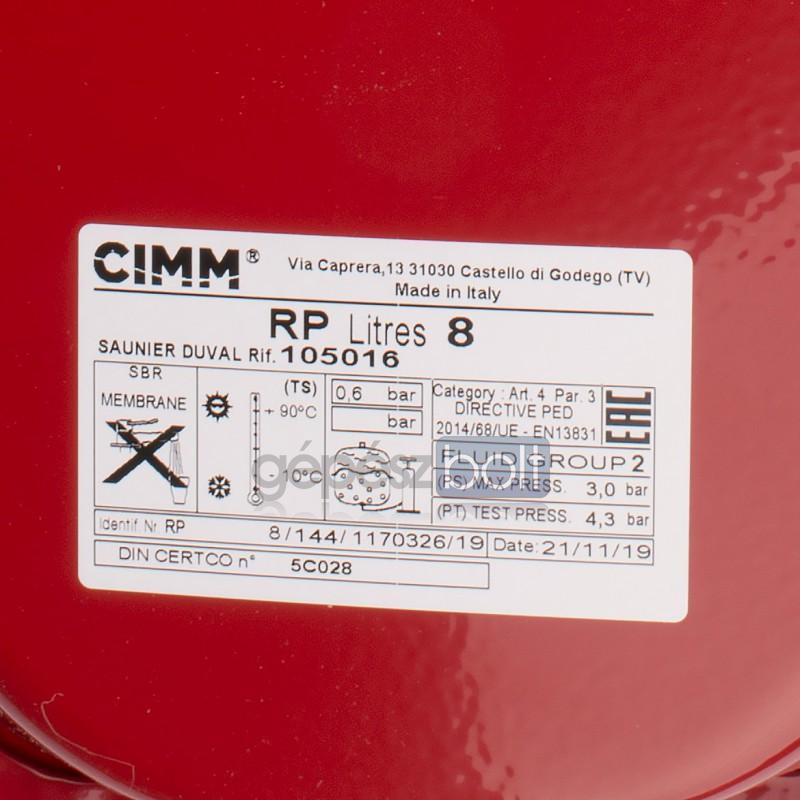 CIMM®
Via Caprera,13 31030 Castello di Godego (TV)
Made in Italy
RP Litres 8
SAUNIER DUVAL Rif. 105016
SBR
MEMBRANE
(TS)
+ 90°C
10°C
0,6 bar
bar
Category : Art. 4 Par. 3
DIRECTIVE PED
2014/68/UE - EN13831
EAC
FLUID GROUP 2
(PS) MAX PRESS. 3,0 bar
(PT) TEST PRESS. 4,3 bar
gépész bolt
Identif Nr RP 8/144/1170326/19 Date: 21/11/19
DIN CERTCO n° 5C028